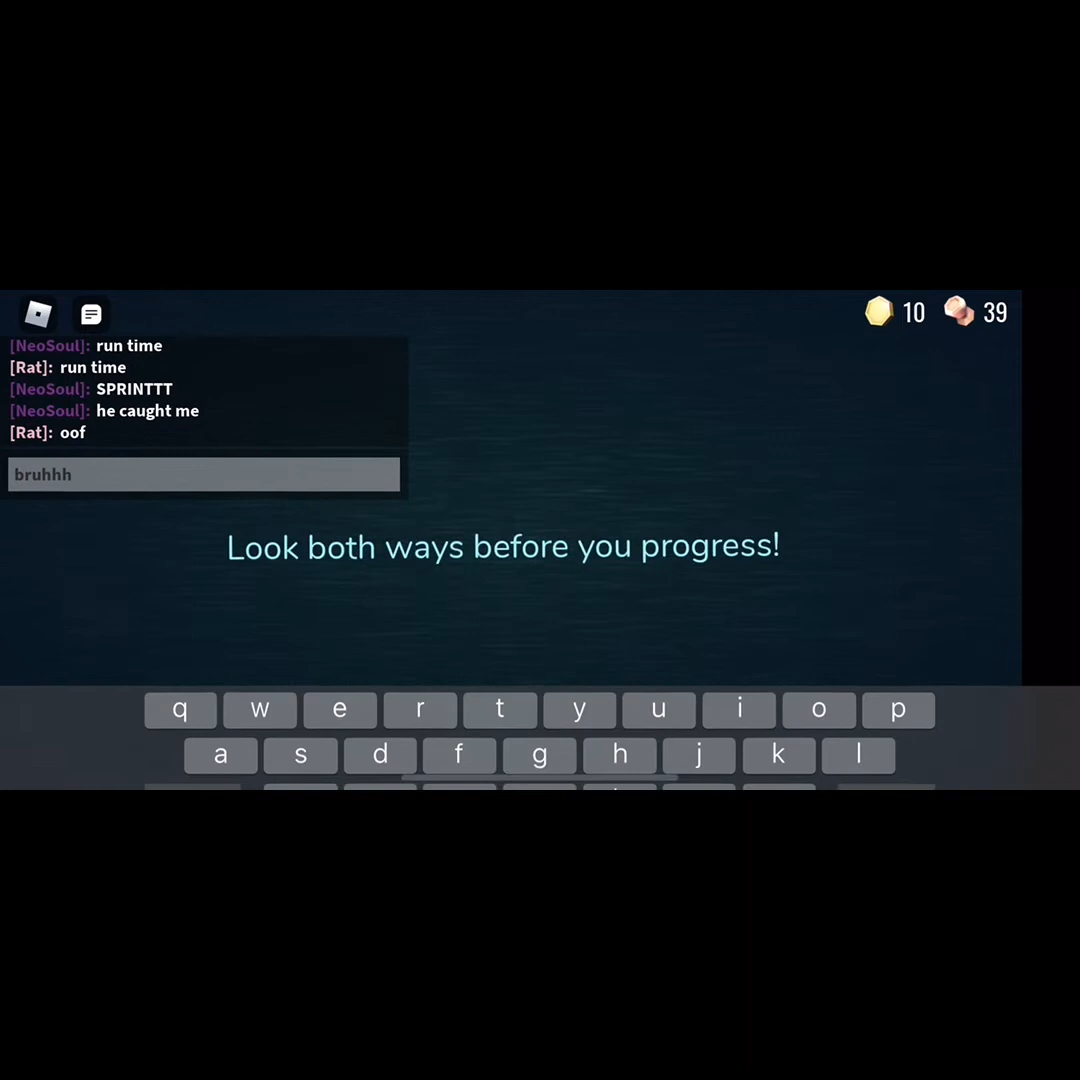 10 39
[NeoSoul]: run time
[Rat]: run time
[NeoSoul]: SPRINTTT
[NeoSoul]: he caught me
[Rat]: oof
bruhhh
Look both ways before you progress!
q w e r t y u i o p
a s d f g h j k l